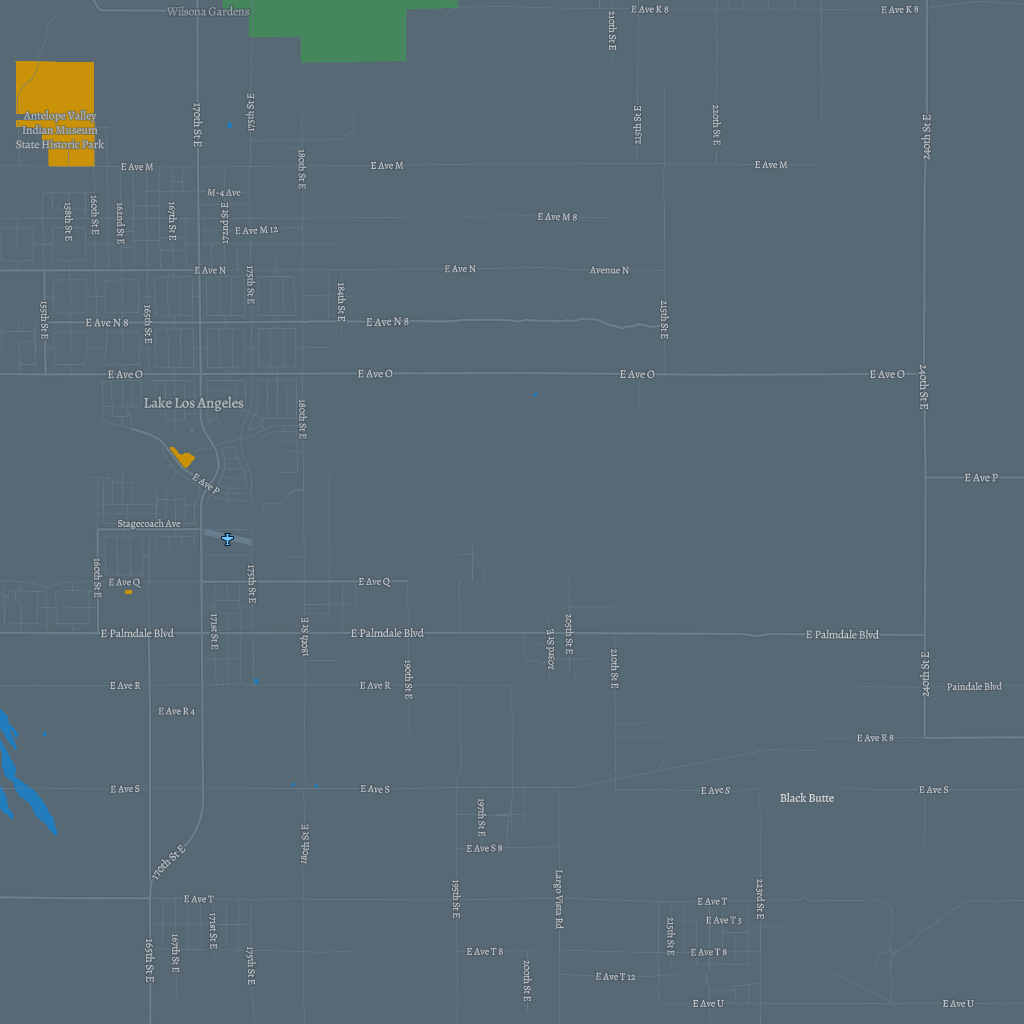 Wilsona Gardens
E Ave K 8
E Ave K 8
210th St E
170th St E
175th St E
215th St E
220th St E
240th St E
Antelope Valley
Indian Museum
State Historic Park
E Ave M
E Ave M
E Ave M
180th St E
M-4 Ave
158th St E
160th St E
162nd St E
167th St E
172nd St E
E Ave M 12
E Ave M 8
E Ave N
E Ave N
Avenue N
175th St E
184th St E
155th St E
165th St E
215th St E
E Ave N 8
E Ave N 8
E Ave O
E Ave O
E Ave O
E Ave O
240th St E
Lake Los Angeles
180th St E
E Ave P
E Ave P
Stagecoach Ave
160th St E
E Ave Q
175th St E
E Ave Q
E Palmdale Blvd
171st St E
180th St E
E Palmdale Blvd
203rd St E
205th St E
E Palmdale Blvd
190th St E
210th St E
240th St E
E Ave R
E Ave R
Paindale Blvd
E Ave R 4
E Ave R 8
E Ave S
E Ave S
E Ave S
E Ave S
Black Butte
197th St E
180th St E
E Ave S 8
170th St E
E Ave T
195th St E
Largo Vista Rd
E Ave T
223rd St E
E Ave T 3
171st St E
167th St E
165th St E
175th St E
E Ave T 8
215th St E
E Ave T 8
200th St E
E Ave T 12
E Ave U
E Ave U